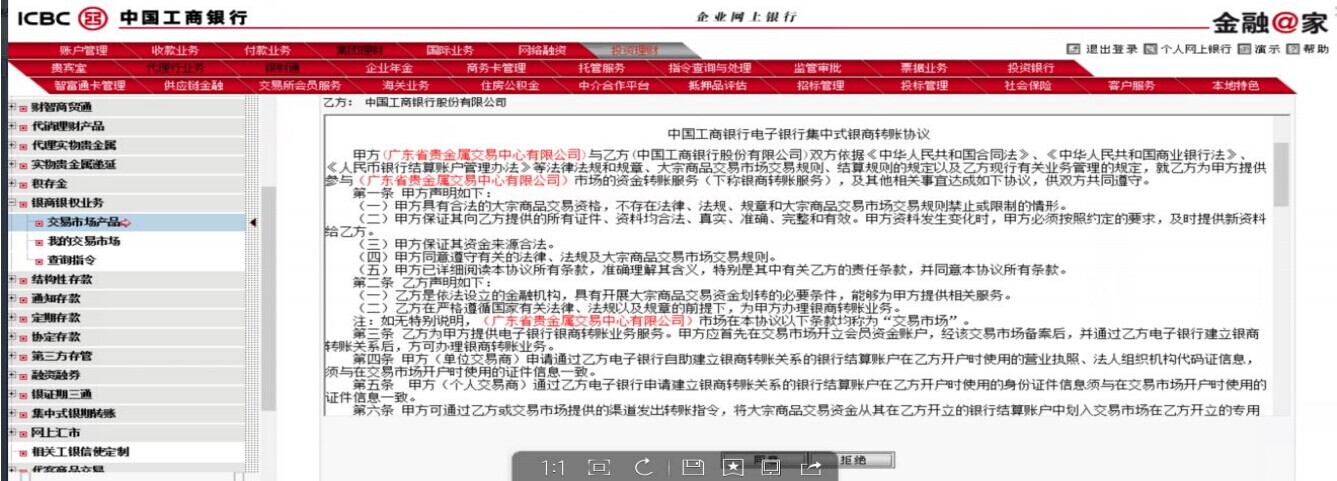 ICBC 中国工商银行
企业网上银行
金融@家
账户管理 收款业务 付款业务 集团理财 国际业务 网络融资 投资理财
退出登录 个人网上银行 演示 帮助
贵宾室 代理行业务 银财通 企业年金 商务卡管理 托管服务 指令查询与处理 监管审批 票据业务 投资银行
智富通卡管理 供应链金融 交易所会员服务 海关业务 住房公积金 中介合作平台 抵押品评估 招标管理 投标管理 社会保险 客户服务 本地特色
财智商贸通
代销理财产品
代理实物贵金属
实物贵金属递延
积存金
银商银权业务
交易市场产品
我的交易市场
查询指令
结构性存款
通知存款
定期存款
协定存款
第三方存管
融资融券
银证期三通
集中式银期转账
网上汇市
相关工银信使定制
代客商品交易
乙方: 中国工商银行股份有限公司
中国工商银行电子银行集中式银商转账协议
甲方(广东省贵金属交易中心有限公司)与乙方(中国工商银行股份有限公司)双方依据《中华人民共和国合同法》、《中华人民共和国商业银行法》、
《人民币银行结算账户管理办法》等法律法规和规章、大宗商品交易市场交易规则、结算规则的规定以及乙方现行有关业务管理的规定，就乙方为甲方提供
参与(广东省贵金属交易中心有限公司)市场的资金转账服务（下称银商转账服务），及其他相关事宜达成如下协议，供双方共同遵守。
第一条 甲方声明如下：
（一）甲方具有合法的大宗商品交易资格，不存在法律、法规、规章和大宗商品交易市场交易规则禁止或限制的情形。
（二）甲方保证其向乙方提供的所有证件、资料均合法、真实、准确、完整和有效。甲方资料发生变化时，甲方必须按照约定的要求，及时提供新资料
给乙方。
（三）甲方保证其资金来源合法。
（四）甲方同意遵守有关的法律、法规及大宗商品交易市场交易规则。
（五）甲方已详细阅读本协议所有条款，准确理解其含义，特别是其中有关乙方的责任条款，并同意本协议所有条款。
第二条 乙方声明如下：
（一）乙方是依法设立的金融机构，具有开展大宗商品交易资金划转的必要条件，能够为甲方提供相关服务。
（二）乙方在严格遵循国家有关法律、法规以及规章的前提下，为甲方办理银商转账业务。
注：如无特别说明，(广东省贵金属交易中心有限公司)市场在本协议以下条款均称为“交易市场”。
第三条 乙方为甲方提供电子银行银商转账业务服务。甲方应首先在交易市场开立会员资金账户，经该交易市场备案后，并通过乙方电子银行建立银商
转账关系后，方可办理银商转账业务。
第四条 甲方（单位交易商）申请通过乙方电子银行自助建立银商转账关系的银行结算账户在乙方开户时使用的营业执照、法人组织机构代码证信息，
须与在交易市场开户时使用的证件信息一致。
第五条 甲方（个人交易商）通过乙方电子银行申请建立银商转账关系的银行结算账户在乙方开户时使用的身份证件信息须与在交易市场开户时使用的
证件信息一致。
第六条 甲方可通过乙方或交易市场提供的渠道发出转账指令，将大宗商品交易资金从其在乙方开立的银行结算账户中划入交易市场在乙方开立的专用
1:1
拒绝